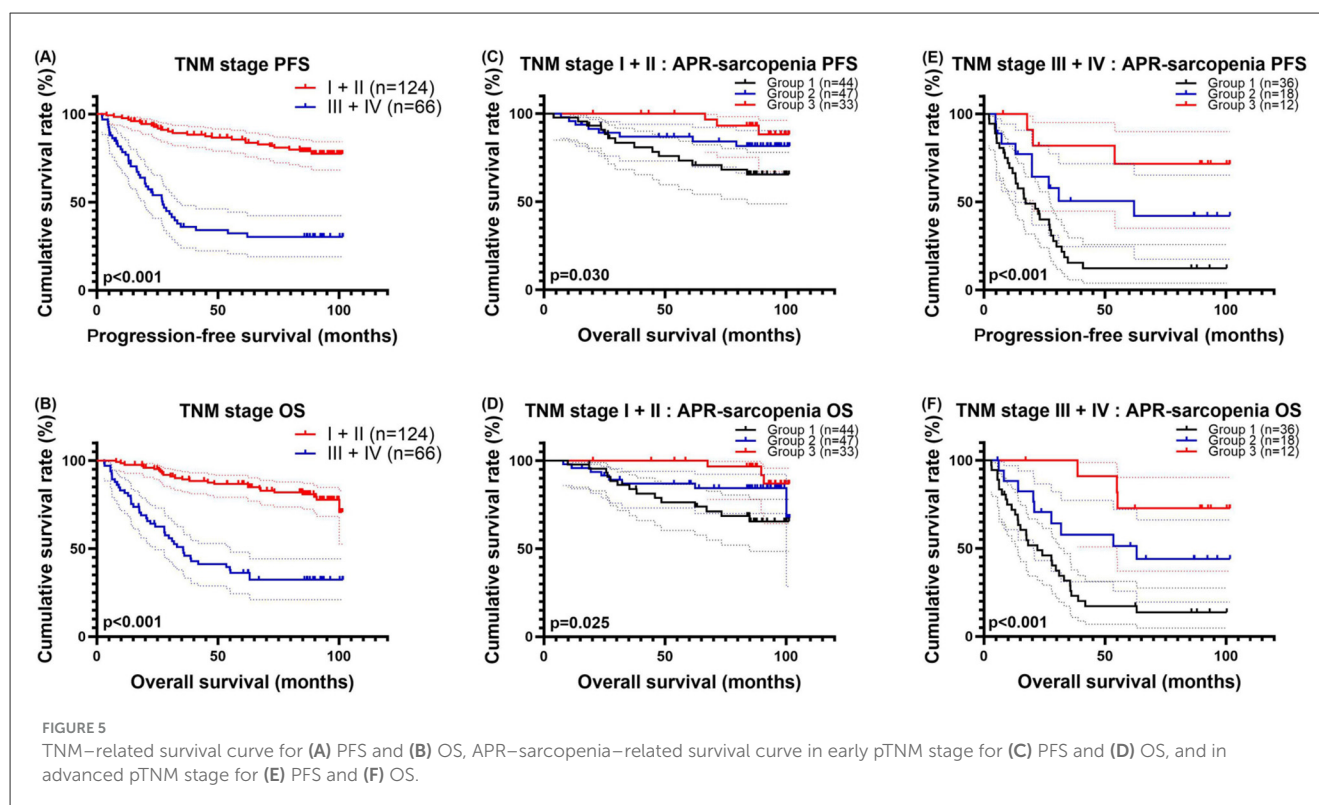 (A)
TNM stage PFS
I + II (n=124)
III + IV (n=66)
Cumulative survival rate (%)
100
50
0
p<0.001
0 50 100
Progression-free survival (months)
(B)
TNM stage OS
I + II (n=124)
III + IV (n=66)
Cumulative survival rate (%)
100
50
0
p<0.001
0 50 100
Overall survival (months)
(C)
TNM stage I + II : APR-sarcopenia PFS
Group 1 (n=44)
Group 2 (n=47)
Group 3 (n=33)
Cumulative survival rate (%)
100
50
0
p=0.030
0 50 100
Overall survival (months)
(D)
TNM stage I + II : APR-sarcopenia OS
Group 1 (n=44)
Group 2 (n=47)
Group 3 (n=33)
Cumulative survival rate (%)
100
50
0
p=0.025
0 50 100
Overall survival (months)
(E)
TNM stage III + IV : APR-sarcopenia PFS
Group 1 (n=36)
Group 2 (n=18)
Group 3 (n=12)
Cumulative survival rate (%)
100
50
0
p<0.001
0 50 100
Progression-free survival (months)
(F)
TNM stage III + IV : APR-sarcopenia OS
Group 1 (n=36)
Group 2 (n=18)
Group 3 (n=12)
Cumulative survival rate (%)
100
50
0
p<0.001
0 50 100
Overall survival (months)
FIGURE 5
TNM–related survival curve for (A) PFS and (B) OS, APR–sarcopenia–related survival curve in early pTNM stage for (C) PFS and (D) OS, and in
advanced pTNM stage for (E) PFS and (F) OS.